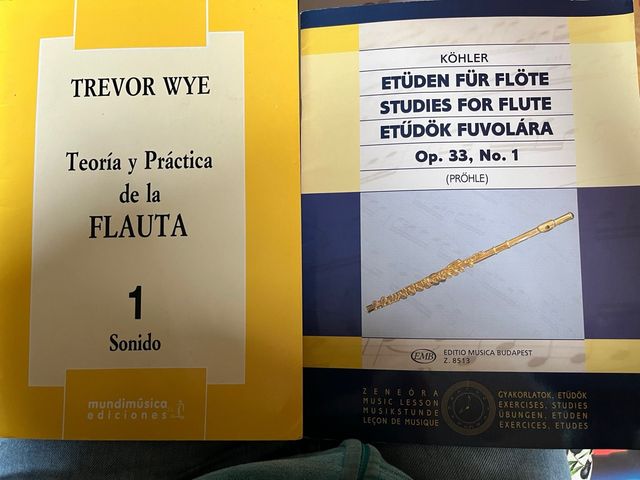 TREVOR WYE
Teoría y Práctica
de la
FLAUTA
1
Sonido
mundimúsica
ediciones
KÖHLER
ETÜDEN FÜR FLÖTE
STUDIES FOR FLUTE
ETŰDÖK FUVOLÁRA
Op. 33, No. 1
(PRÖHLE)
EMB
EDITIO MUSICA BUDAPEST
Z. 8513
ZENEÓRA
MUSIC LESSON
MUSIKSTUNDE
LEÇON DE MUSIQUE
GYAKORLATOK, ETŰDÖK
EXERCISES, STUDIES
ÜBUNGEN, ETÜDEN
EXERCICES, ETUDES